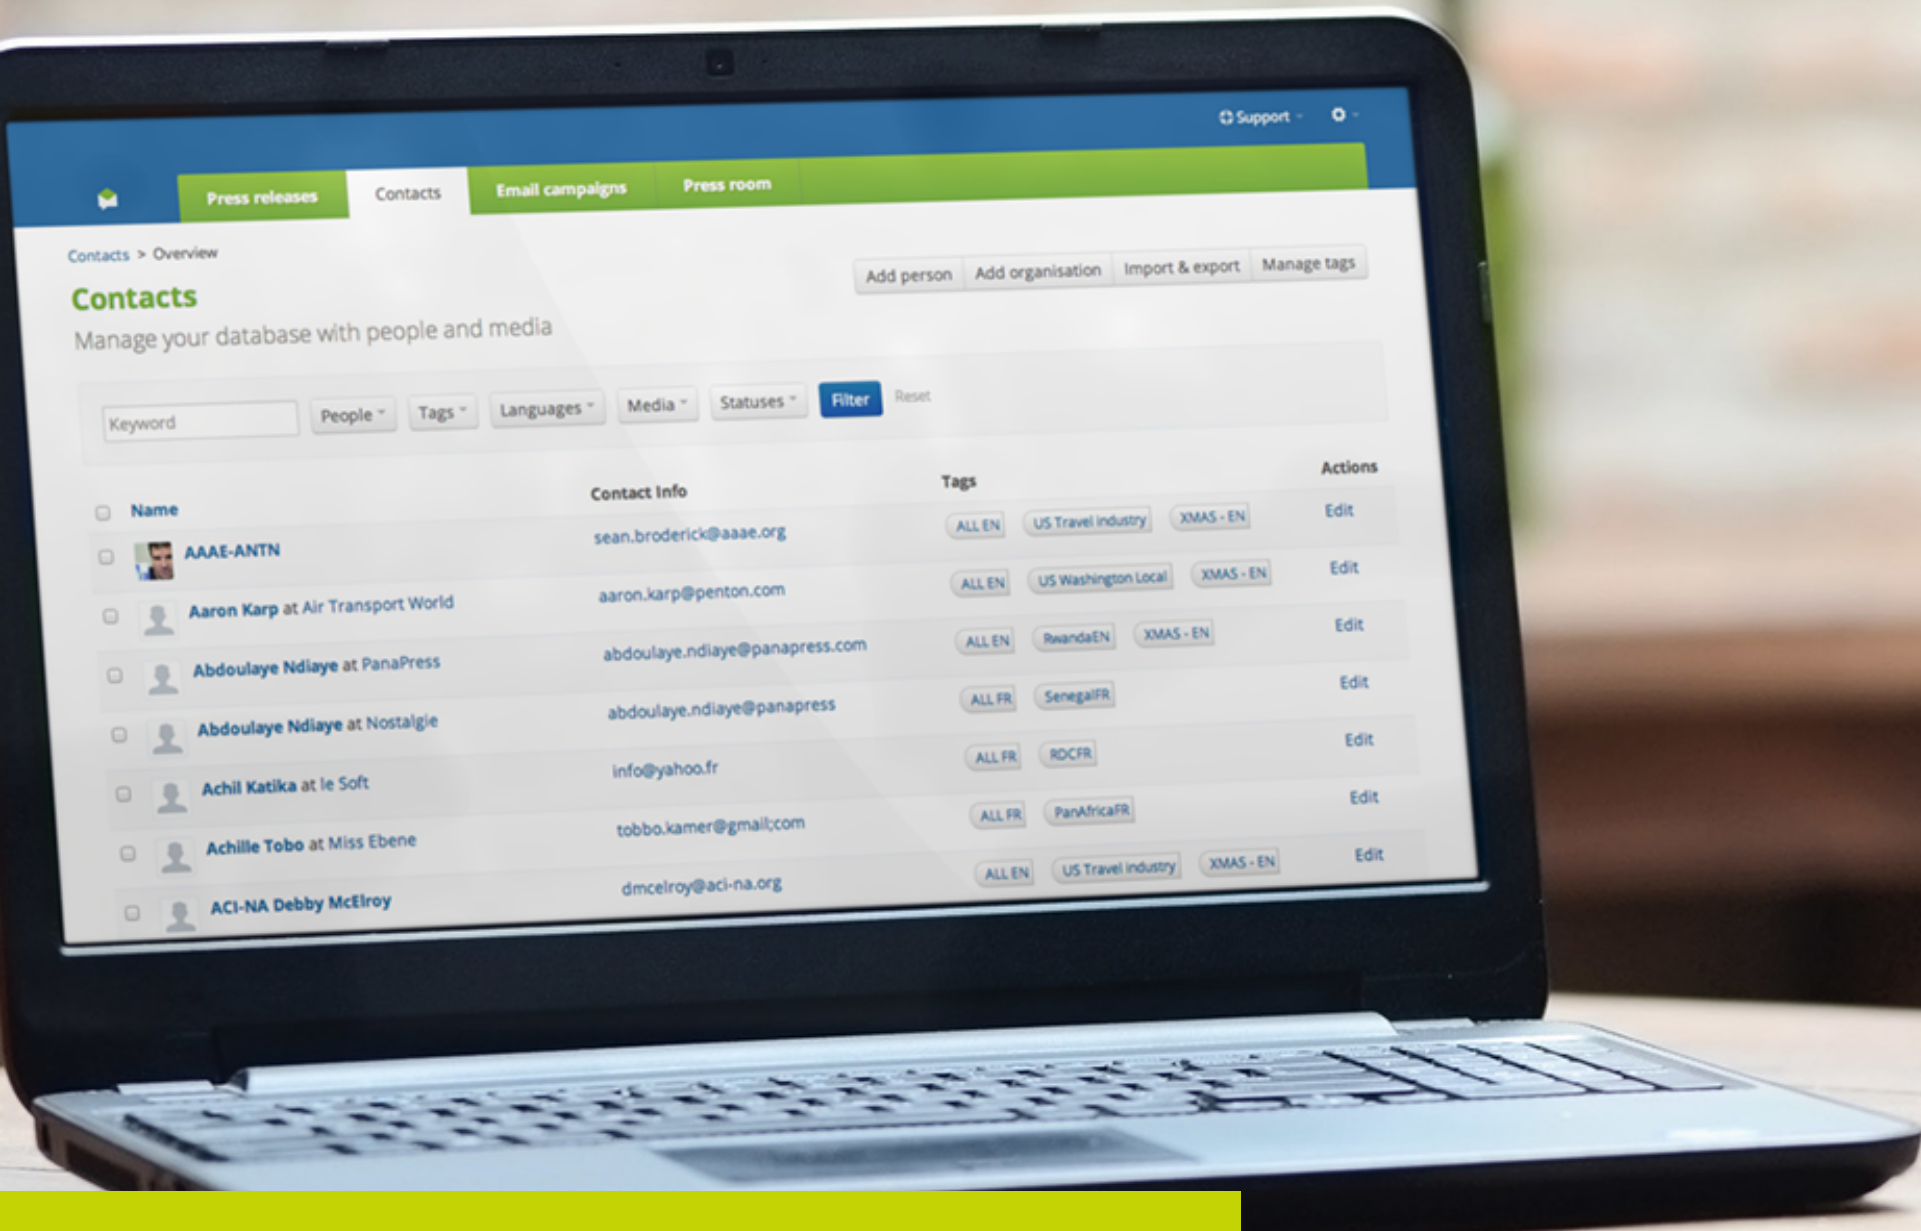 Support
Press releases Contacts Email campaigns Press room
Contacts > Overview
Add person Add organisation Import & export Manage tags
Contacts
Manage your database with people and media
Keyword People Tags Languages Media Statuses Filter Reset
Name Contact Info Tags Actions
AAAE-ANTN sean.broderick@aaae.org ALL EN US Travel industry XMAS - EN Edit
Aaron Karp at Air Transport World aaron.karp@penton.com ALL EN US Washington Local XMAS - EN Edit
Abdoulaye Ndiaye at PanaPress abdoulaye.ndiaye@panapress.com ALL EN RwandaEN XMAS - EN Edit
Abdoulaye Ndiaye at Nostalgie abdoulaye.ndiaye@panapress ALL FR SenegalFR Edit
Achil Katika at le Soft info@yahoo.fr ALL FR RDCFR Edit
Achille Tobo at Miss Ebene tobbo.kamer@gmail;com ALL FR PanAfricaFR Edit
ACI-NA Debby McElroy dmcelroy@aci-na.org ALL EN US Travel industry XMAS - EN Edit